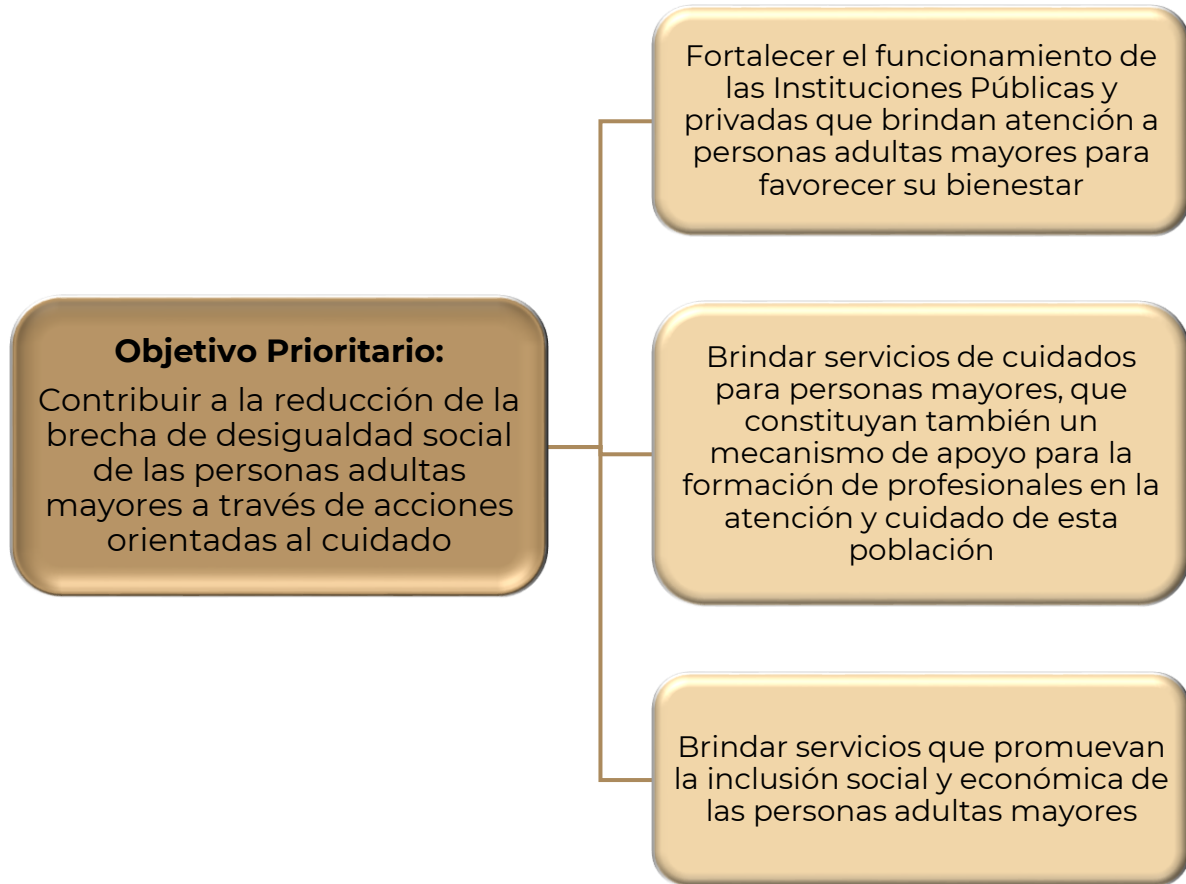 Fortalecer el funcionamiento de
las Instituciones Públicas y
privadas que brindan atención a
personas adultas mayores para
favorecer su bienestar
Objetivo Prioritario:
Contribuir a la reducción de la
brecha de desigualdad social
de las personas adultas
mayores a través de acciones
orientadas al cuidado
Brindar servicios de cuidados
para personas mayores, que
constituyan también un
mecanismo de apoyo para la
formación de profesionales en la
atención y cuidado de esta
población
Brindar servicios que promuevan
la inclusión social y económica de
las personas adultas mayores